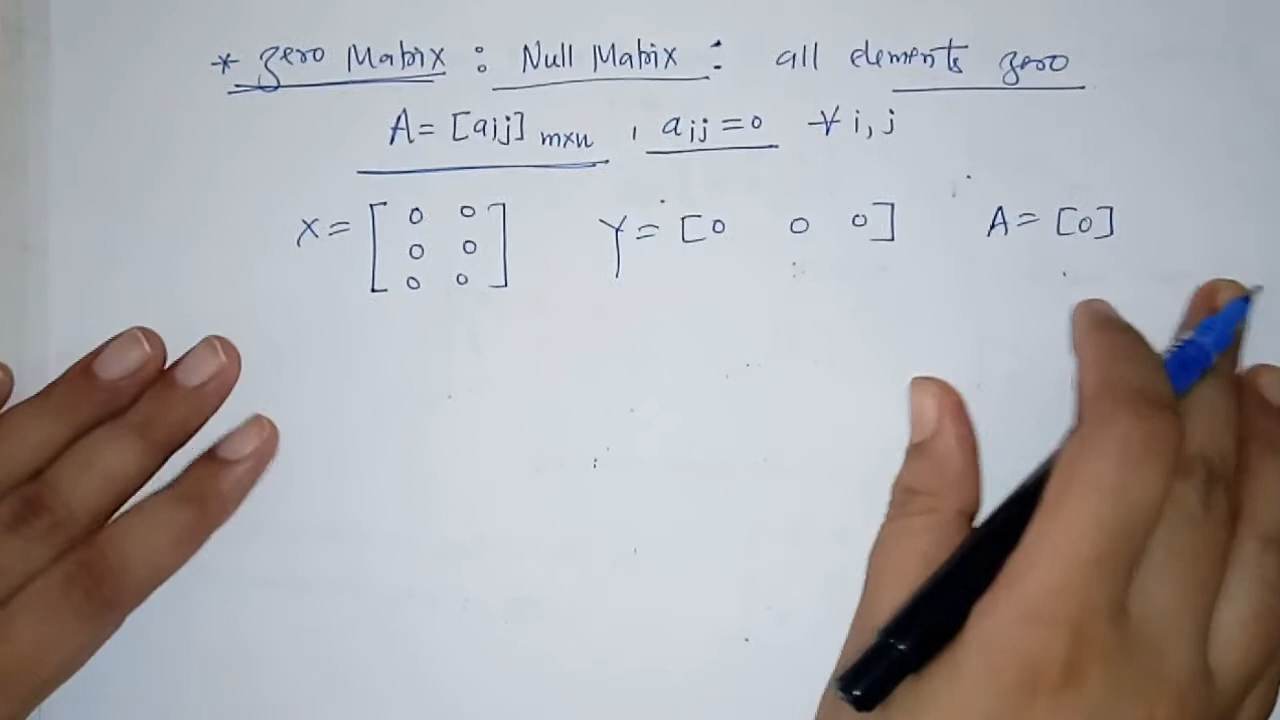 * Zero Matrix : Null Matrix : all elements zero
A = [aij] m×n , aij = 0 ∀ i, j
X = [ 0 0 Y = [ 0 0 0 ] A = [0]
0 0
0 0 ]